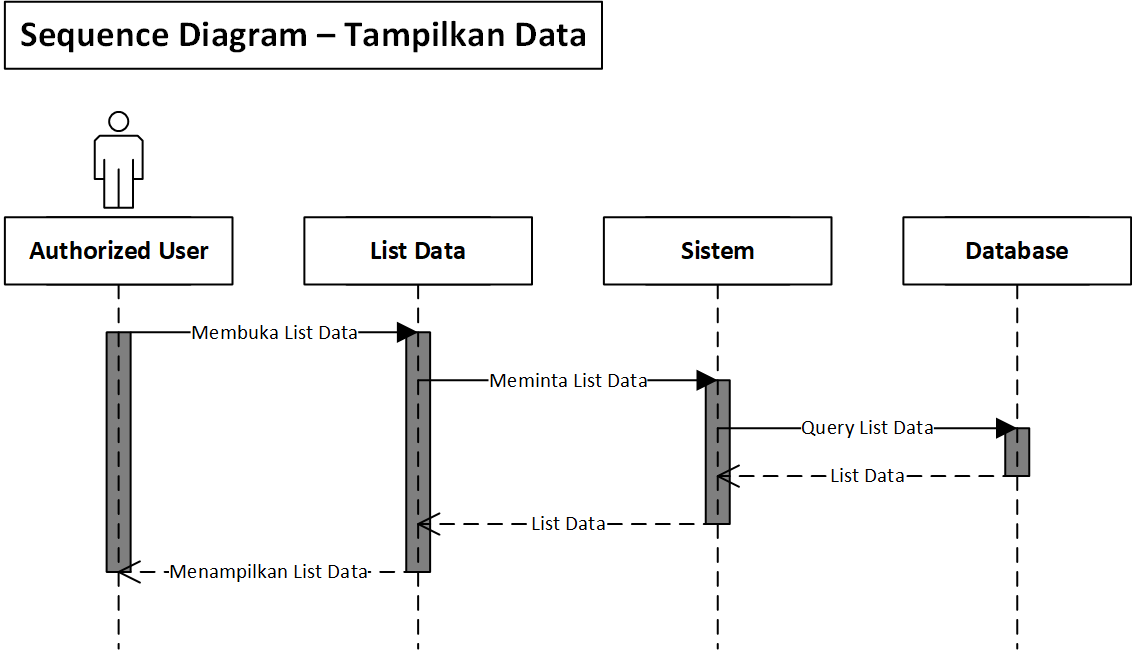 Sequence Diagram – Tampilkan Data
Authorized User
List Data
Sistem
Database
Membuka List Data
Meminta List Data
Query List Data
List Data
List Data
Menampilkan List Data